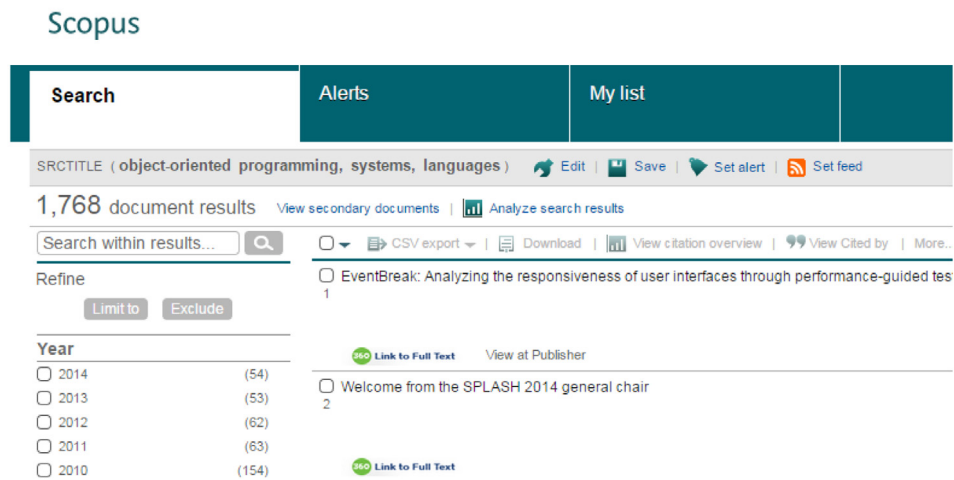 Scopus
Search Alerts My list
SRCTITLE ( object-oriented programming, systems, languages ) Edit | Save | Set alert | Set feed
1,768 document results View secondary documents | Analyze search results
Search within results... CSV export | Download | View citation overview | View Cited by | More...
Refine
EventBreak: Analyzing the responsiveness of user interfaces through performance-guided tes
1
Limit to Exclude
Year
360 Link to Full Text View at Publisher
2014 (54)
Welcome from the SPLASH 2014 general chair
2
2013 (53)
2012 (62)
2011 (63)
2010 (154)
360 Link to Full Text